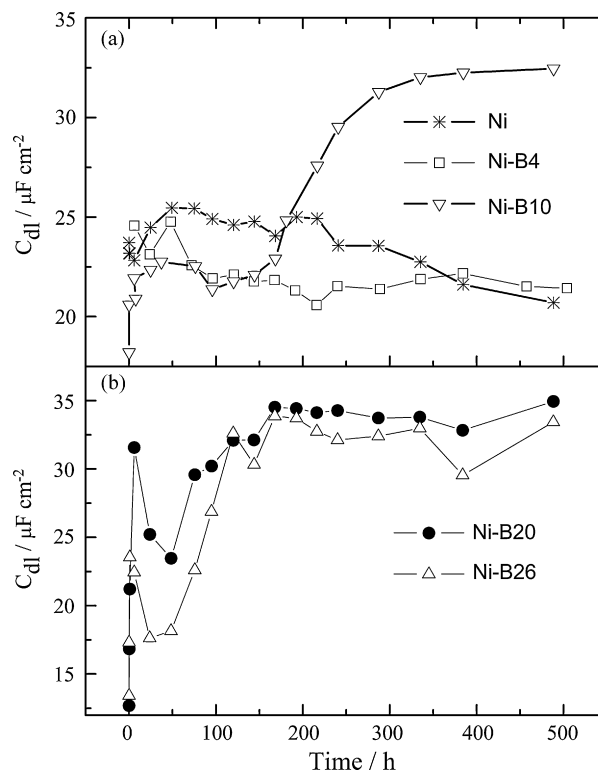 (a)
35
30
25
20
C_dl / μF cm⁻²
Ni
Ni-B4
Ni-B10
(b)
35
30
25
20
15
C_dl / μF cm⁻²
Ni-B20
Ni-B26
0 100 200 300 400 500
Time / h